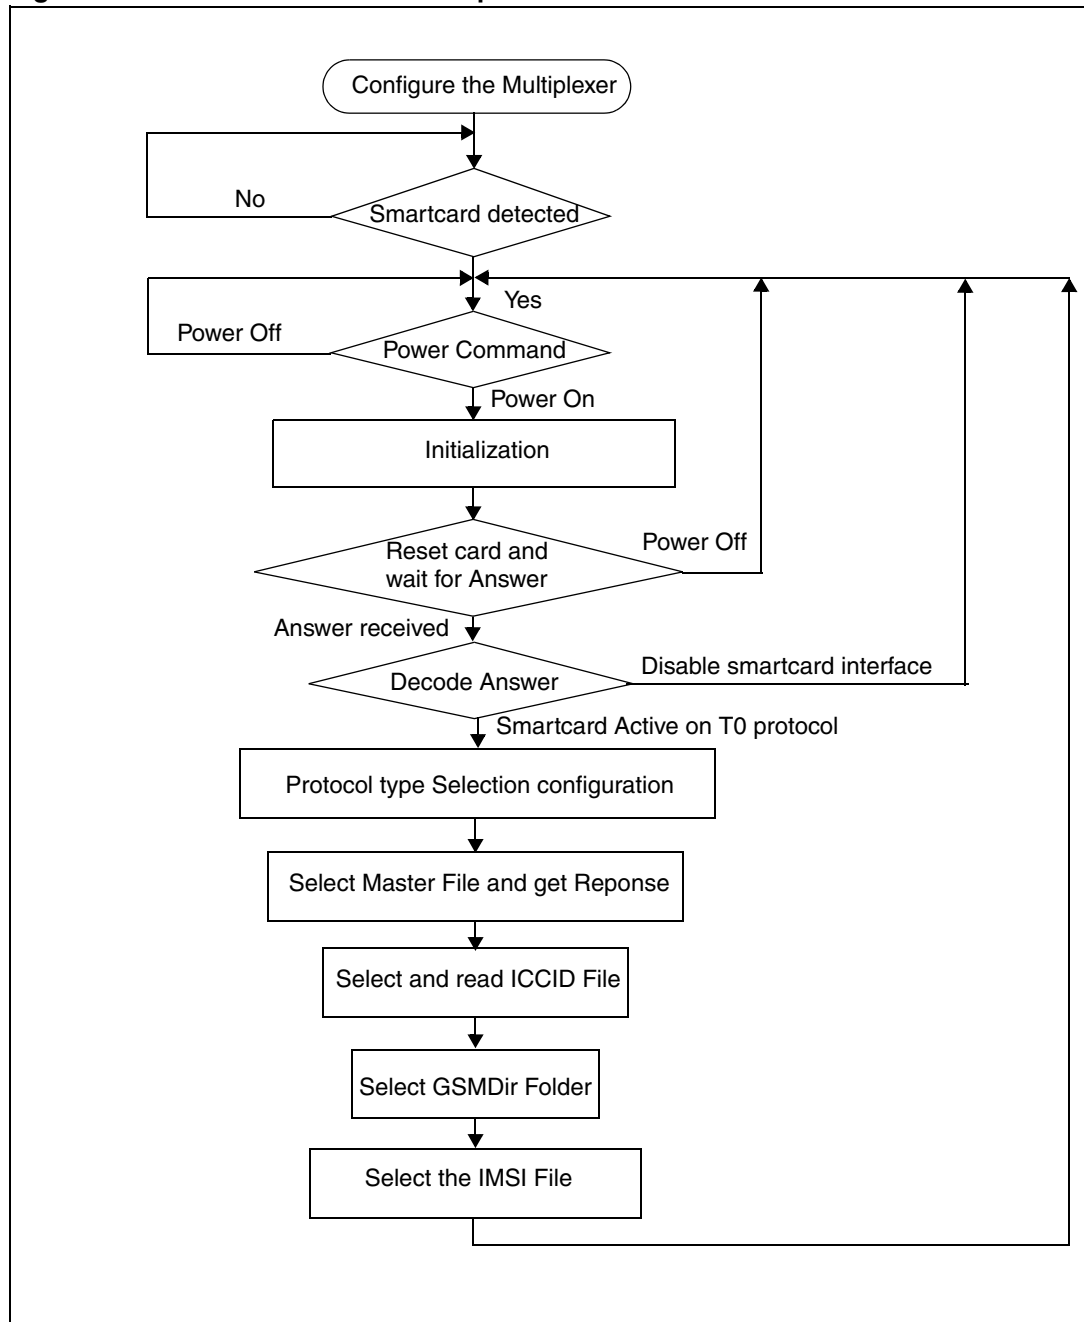 Configure the Multiplexer
No
Smartcard detected
Yes
Power Off
Power Command
Power On
Initialization
Reset card and
wait for Answer
Power Off
Answer received
Decode Answer
Disable smartcard interface
Smartcard Active on T0 protocol
Protocol type Selection configuration
Select Master File and get Reponse
Select and read ICCID File
Select GSMDir Folder
Select the IMSI File